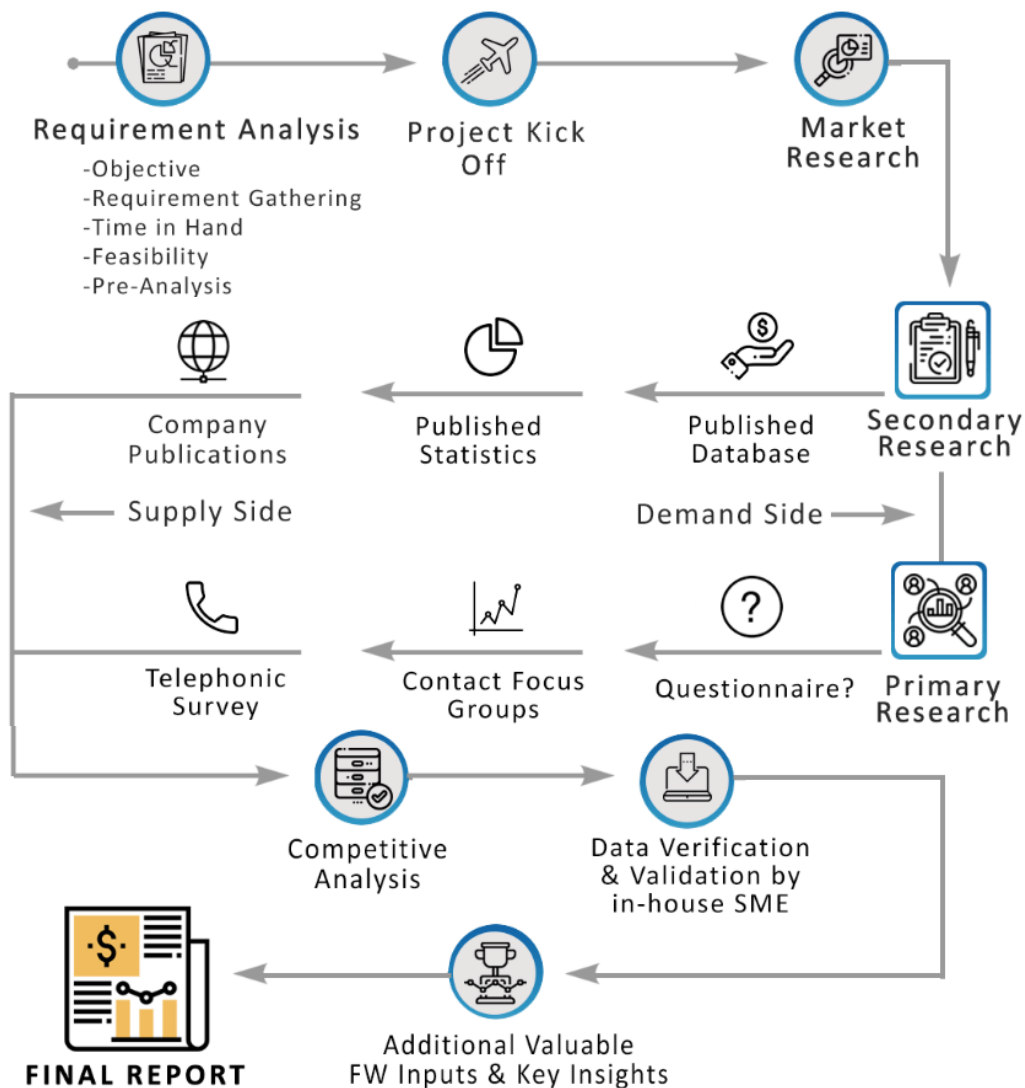 Requirement Analysis
-Objective
-Requirement Gathering
-Time in Hand
-Feasibility
-Pre-Analysis
Project Kick
Off
Market
Research
Company
Publications
Published
Statistics
$
Published
Database
Secondary
Research
Supply Side
Demand Side
Telephonic
Survey
Contact Focus
Groups
?
Questionnaire?
Primary
Research
Competitive
Analysis
Data Verification
& Validation by
in-house SME
$
FINAL REPORT
Additional Valuable
FW Inputs & Key Insights